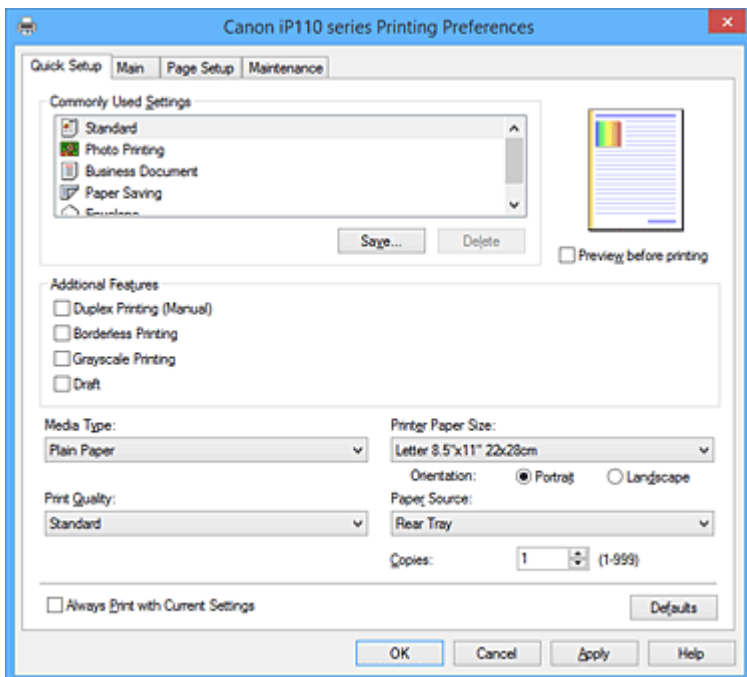 Canon iP110 series Printing Preferences
Quick Setup Main Page Setup Maintenance
Commonly Used Settings
Standard
Photo Printing
Business Document
Paper Saving
Envelope
Save... Delete
Preview before printing
Additional Features
Duplex Printing (Manual)
Borderless Printing
Grayscale Printing
Draft
Media Type: Printer Paper Size:
Plain Paper Letter 8.5"x11" 22x28cm
Orientation: Portrait Landscape
Print Quality: Paper Source:
Standard Rear Tray
Copies: 1 (1-999)
Always Print with Current Settings Defaults
OK Cancel Apply Help